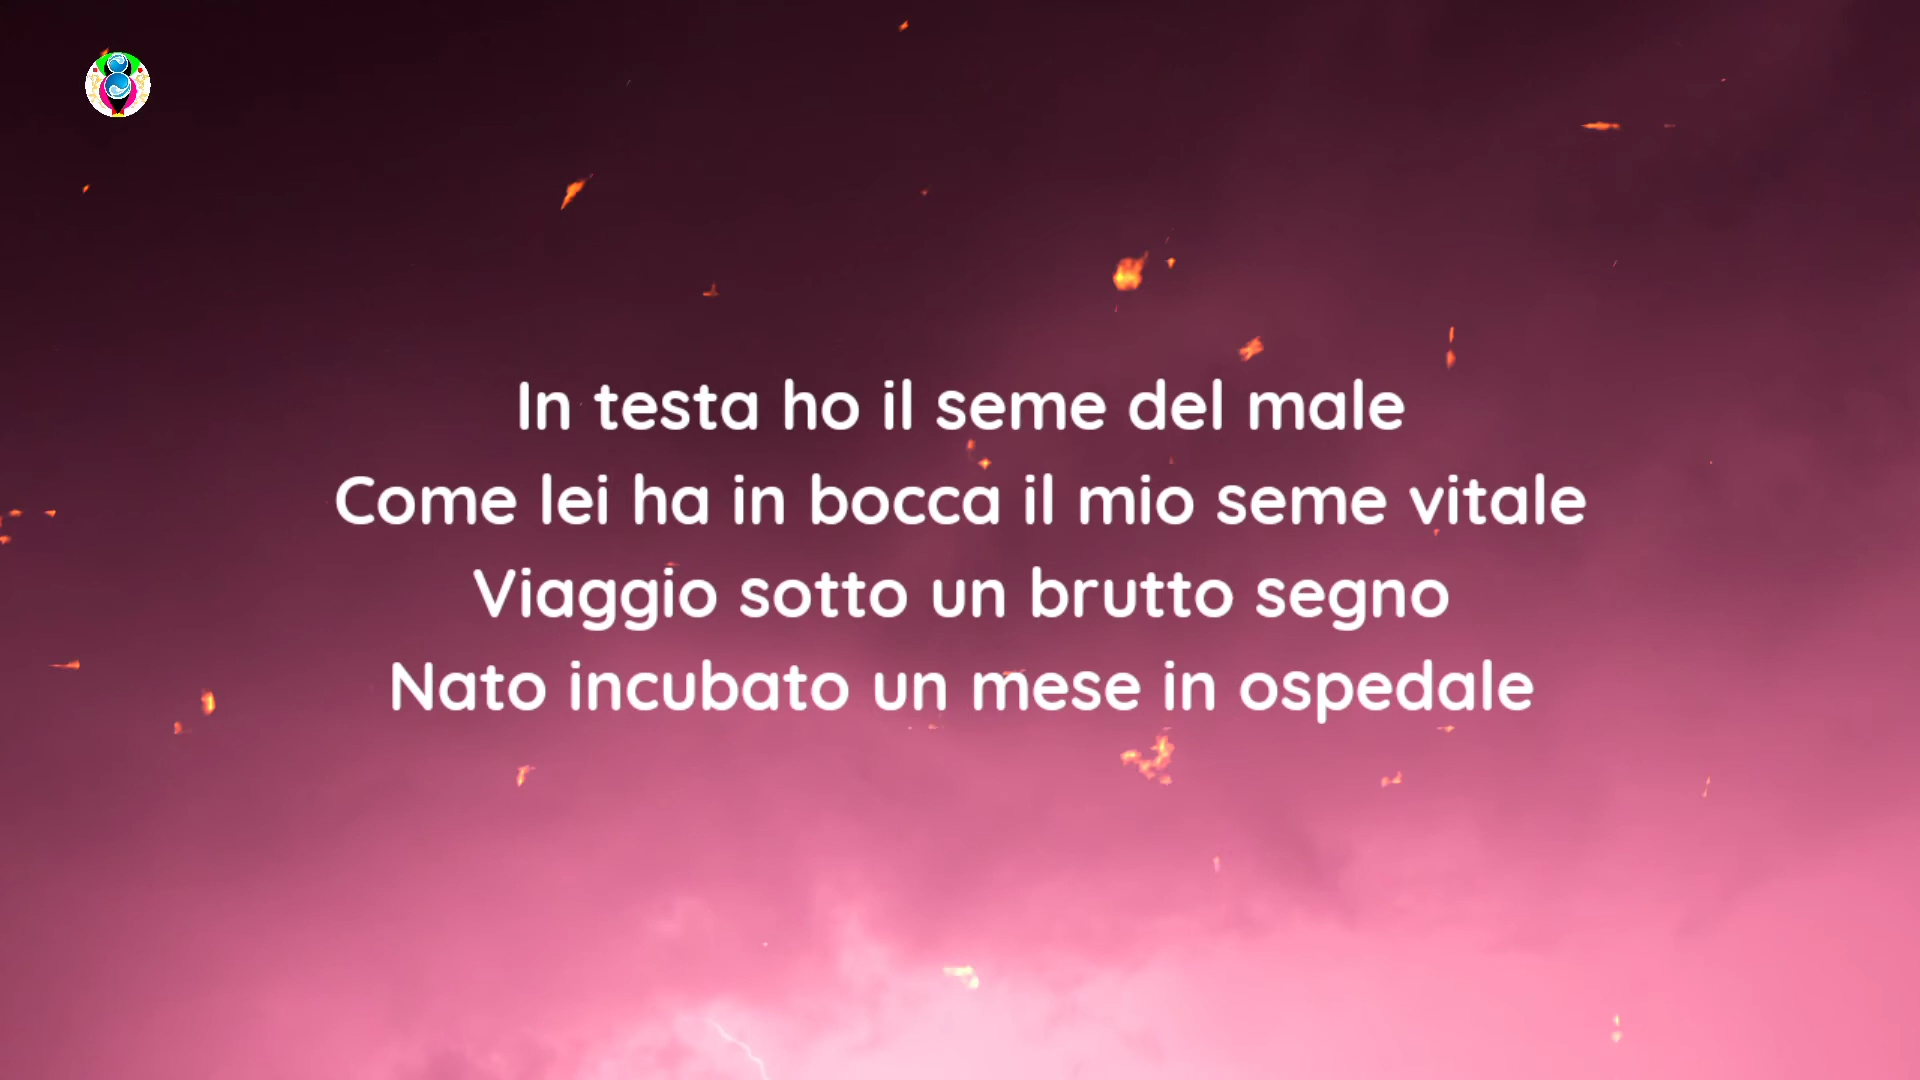 In testa ho il seme del male
Come lei ha in bocca il mio seme vitale
Viaggio sotto un brutto segno
Nato incubato un mese in ospedale